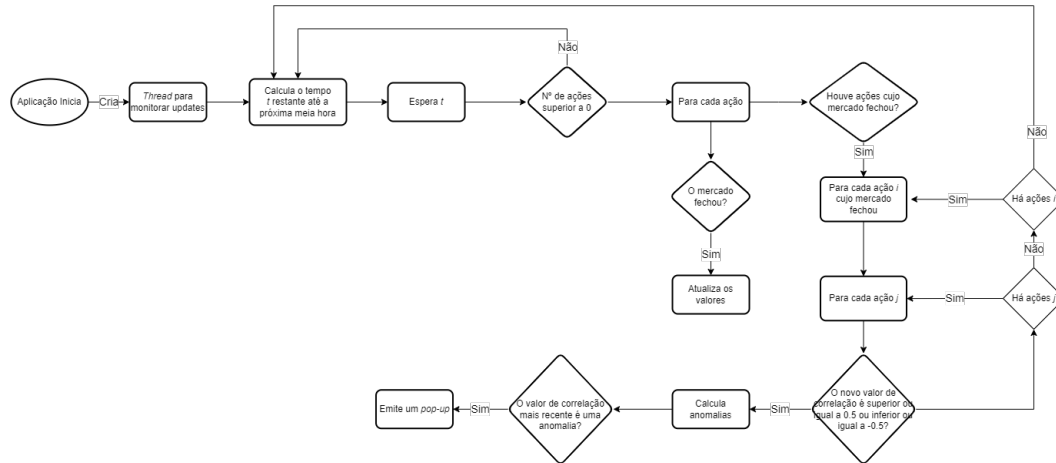 Não
Aplicação Inicia
Cria
Thread para
monitorar updates
Calcula o tempo
t restante até a
próxima meia hora
Espera t
Nº de ações
superior a 0
Para cada ação
Houve ações cujo
mercado fechou?
Não
Sim
O mercado
fechou?
Para cada ação i
cujo mercado
fechou
Sim
Há ações i
Sim
Não
Atualiza os
valores
Para cada ação j
Sim
Há ações j
Emite um pop-up
Sim
O valor de correlação
mais recente é uma
anomalia?
Calcula
anomalias
Sim
O novo valor de
correlação é superior ou
igual a 0.5 ou inferior ou
igual a -0.5?